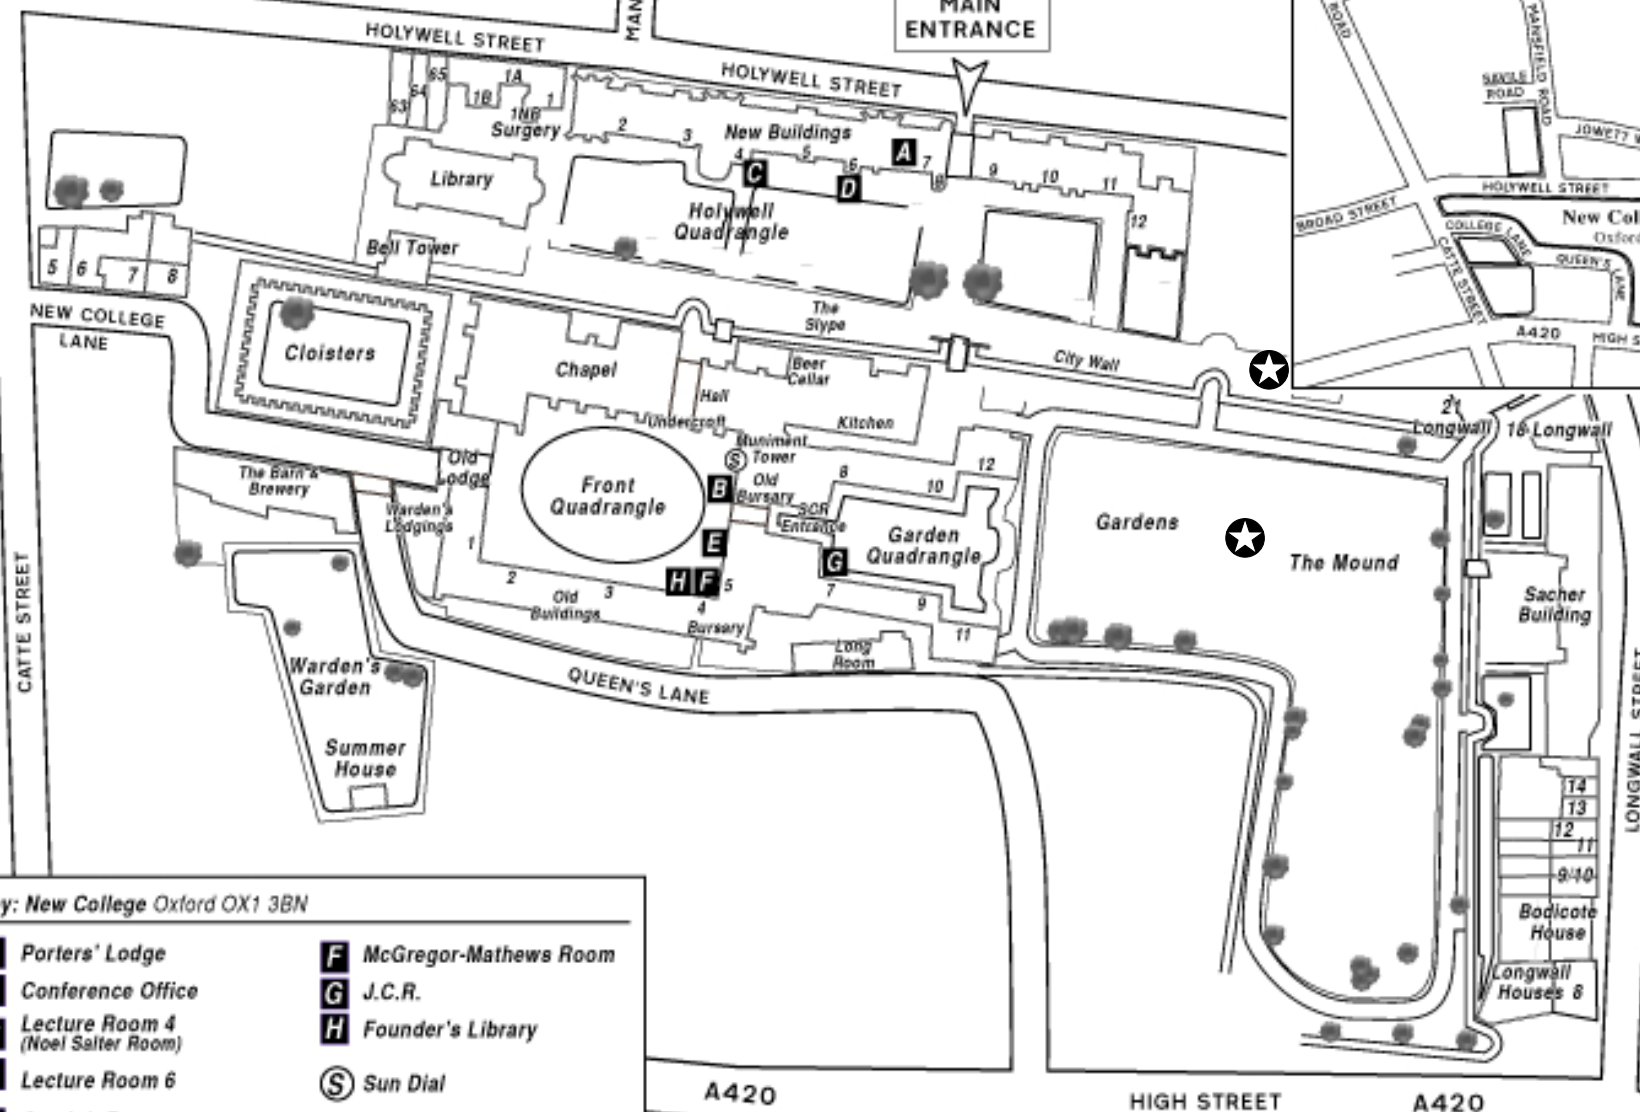 MAIN
ENTRANCE
MAN
HOLYWELL STREET
HOLYWELL STREET
63
64
65
1A
1B
1
1NB
Surgery
2
3
New Buildings
4
5
6
7
8
A
C
D
9
10
11
12
Library
Holywell
Quadrangle
Bell Tower
5
6
7
8
NEW COLLEGE
LANE
The
Slype
Cloisters
Chapel
Beer
Cellar
City Wall
Hall
Undercroft
Kitchen
Muniment
Tower
S
Old
Lodge
The Barn &
Brewery
Warden's
Lodgings
Front
Quadrangle
B
Old
Bursary
SCR
Entrance
8
10
12
Garden
Quadrangle
E
G
H
F
1
2
3
4
5
7
9
11
Old
Buildings
Bursary
Long
Room
Gardens
The Mound
21
Longwall
16 Longwall
Sacher
Building
CATTE STREET
Warden's
Garden
Summer
House
QUEEN'S LANE
LONGWALL STREET
14
13
12
11
9/10
Bodicote
House
Longwall
Houses 8
y: New College Oxford OX1 3BN
Porters' Lodge
Conference Office
Lecture Room 4
(Noel Salter Room)
Lecture Room 6
F McGregor-Mathews Room
G J.C.R.
H Founder's Library
S Sun Dial
A420
HIGH STREET
A420
ROAD
MANSFIELD ROAD
SAVILE
ROAD
JOWETT W
HOLYWELL STREET
BROAD STREET
New Coll
Oxford
COLLEGE LANE
QUEEN'S LANE
CATTE STREET
A420
HIGH S